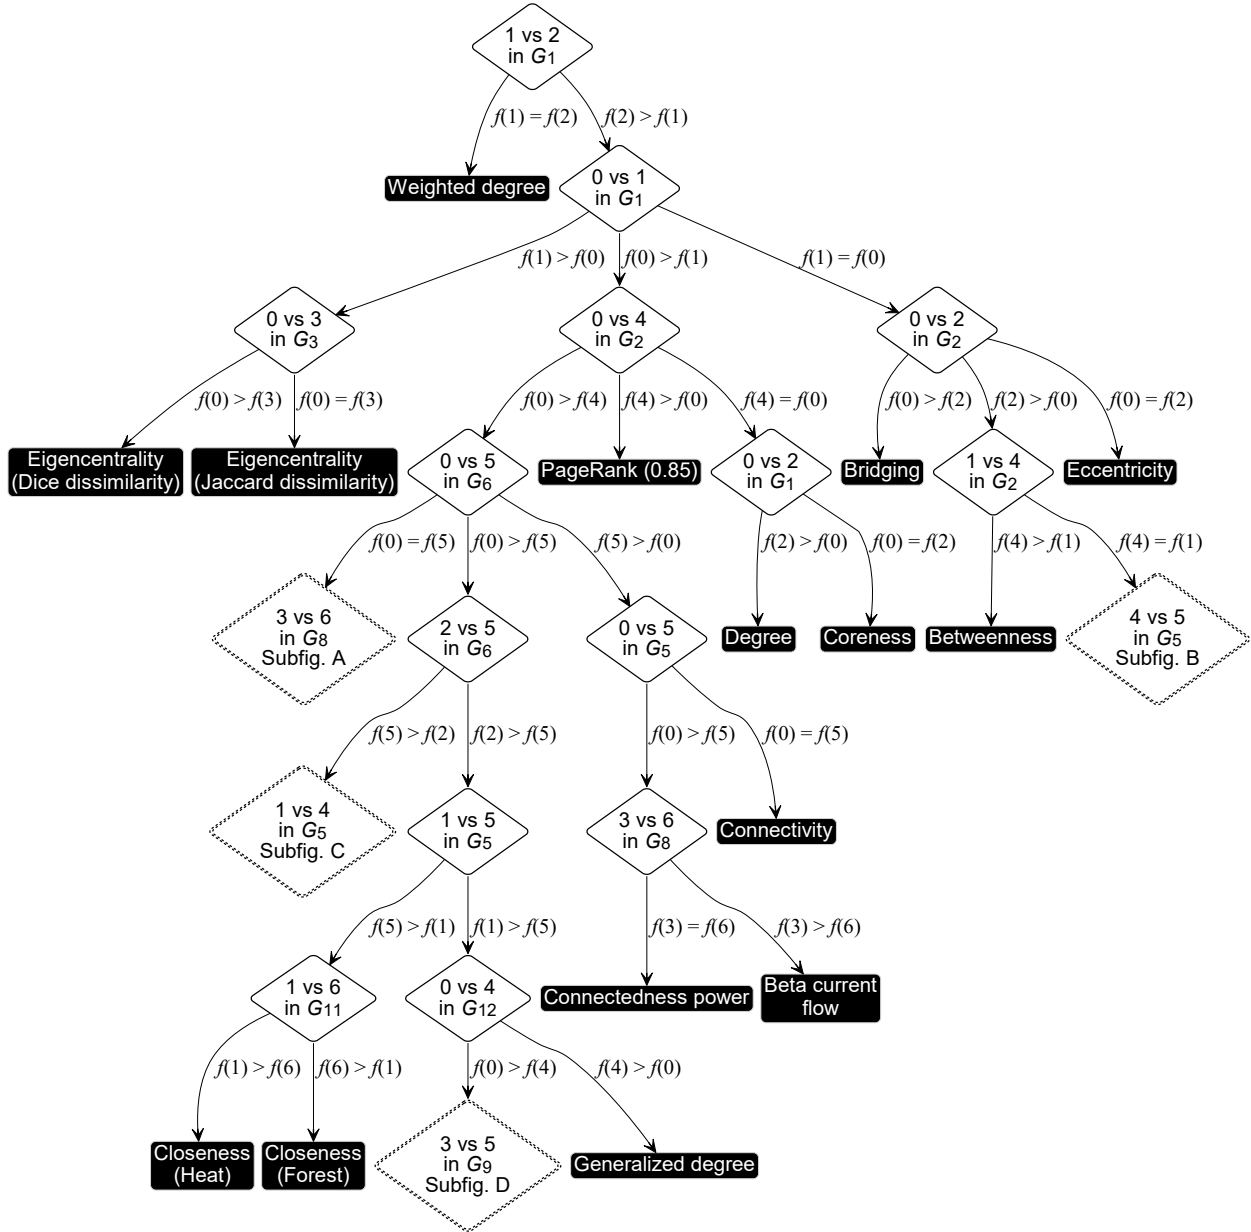 1 vs 2
in G1
f(1) = f(2)
f(2) > f(1)
Weighted degree
0 vs 1
in G1
f(1) > f(0)
f(0) > f(1)
f(1) = f(0)
0 vs 3
in G3
0 vs 4
in G2
0 vs 2
in G2
f(0) > f(3)
f(0) = f(3)
f(0) > f(4)
f(4) > f(0)
f(4) = f(0)
f(0) > f(2)
f(2) > f(0)
f(0) = f(2)
Eigencentrality
(Dice dissimilarity)
Eigencentrality
(Jaccard dissimilarity)
0 vs 5
in G6
PageRank (0.85)
0 vs 2
in G1
Bridging
1 vs 4
in G2
Eccentricity
f(0) = f(5)
f(0) > f(5)
f(5) > f(0)
f(2) > f(0)
f(0) = f(2)
f(4) > f(1)
f(4) = f(1)
3 vs 6
in G8
Subfig. A
2 vs 5
in G6
0 vs 5
in G5
Degree
Coreness
Betweenness
4 vs 5
in G5
Subfig. B
f(5) > f(2)
f(2) > f(5)
f(0) > f(5)
f(0) = f(5)
1 vs 4
in G5
Subfig. C
1 vs 5
in G5
3 vs 6
in G8
Connectivity
f(5) > f(1)
f(1) > f(5)
f(3) = f(6)
f(3) > f(6)
1 vs 6
in G11
0 vs 4
in G12
Connectedness power
Beta current
flow
f(1) > f(6)
f(6) > f(1)
f(0) > f(4)
f(4) > f(0)
Closeness
(Heat)
Closeness
(Forest)
3 vs 5
in G9
Subfig. D
Generalized degree